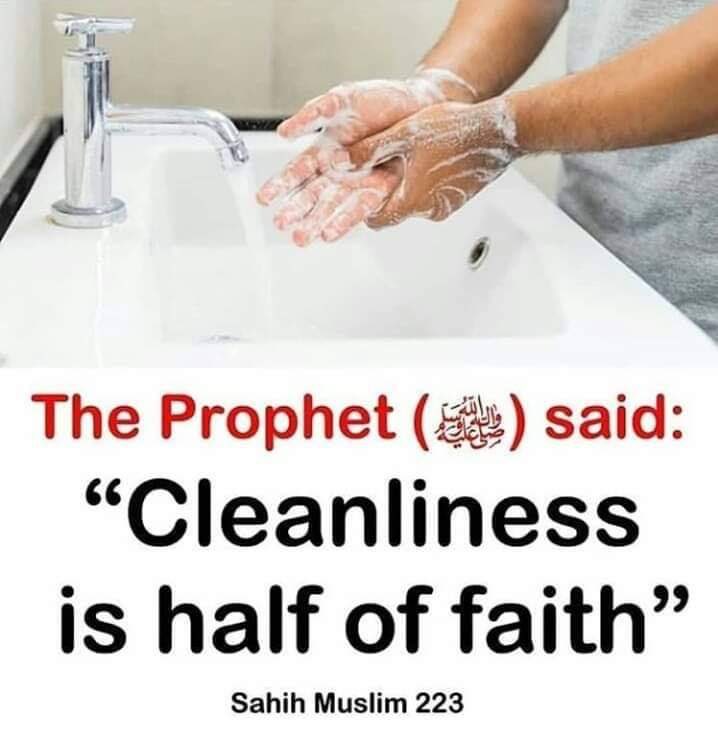 The Prophet (ﷺ) said:
“Cleanliness
is half of faith”
Sahih Muslim 223